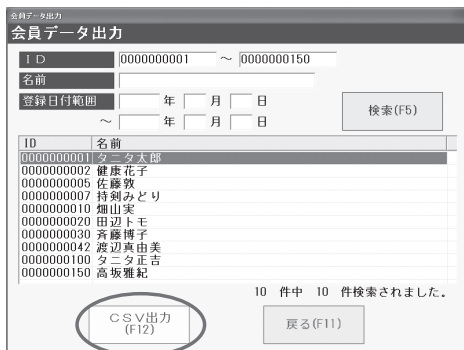 会員データ出力
会員データ出力
ID 0000000001 ～ 0000000150
名前
登録日付範囲 年 月 日
～ 年 月 日
検索(F5)
ID 名前
0000000001 タニタ太郎
0000000002 健康花子
0000000005 佐藤敦
0000000007 持剣みどり
0000000010 畑山実
0000000020 田辺トモ
0000000030 斉藤博子
0000000042 渡辺真由美
0000000100 タニタ正吉
0000000150 高坂雅紀
10 件中 10 件検索されました。
CSV出力
(F12)
戻る(F11)